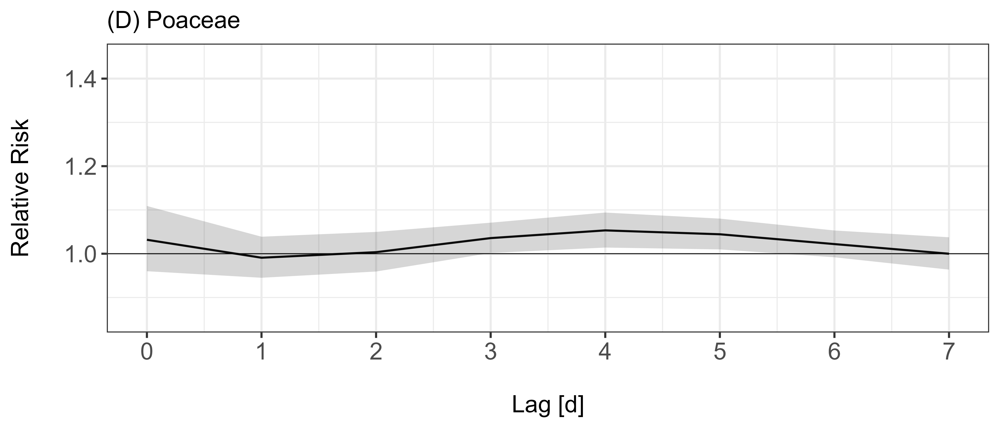 (D) Poaceae
Relative Risk
1.4
1.2
1.0
0 1 2 3 4 5 6 7
Lag [d]